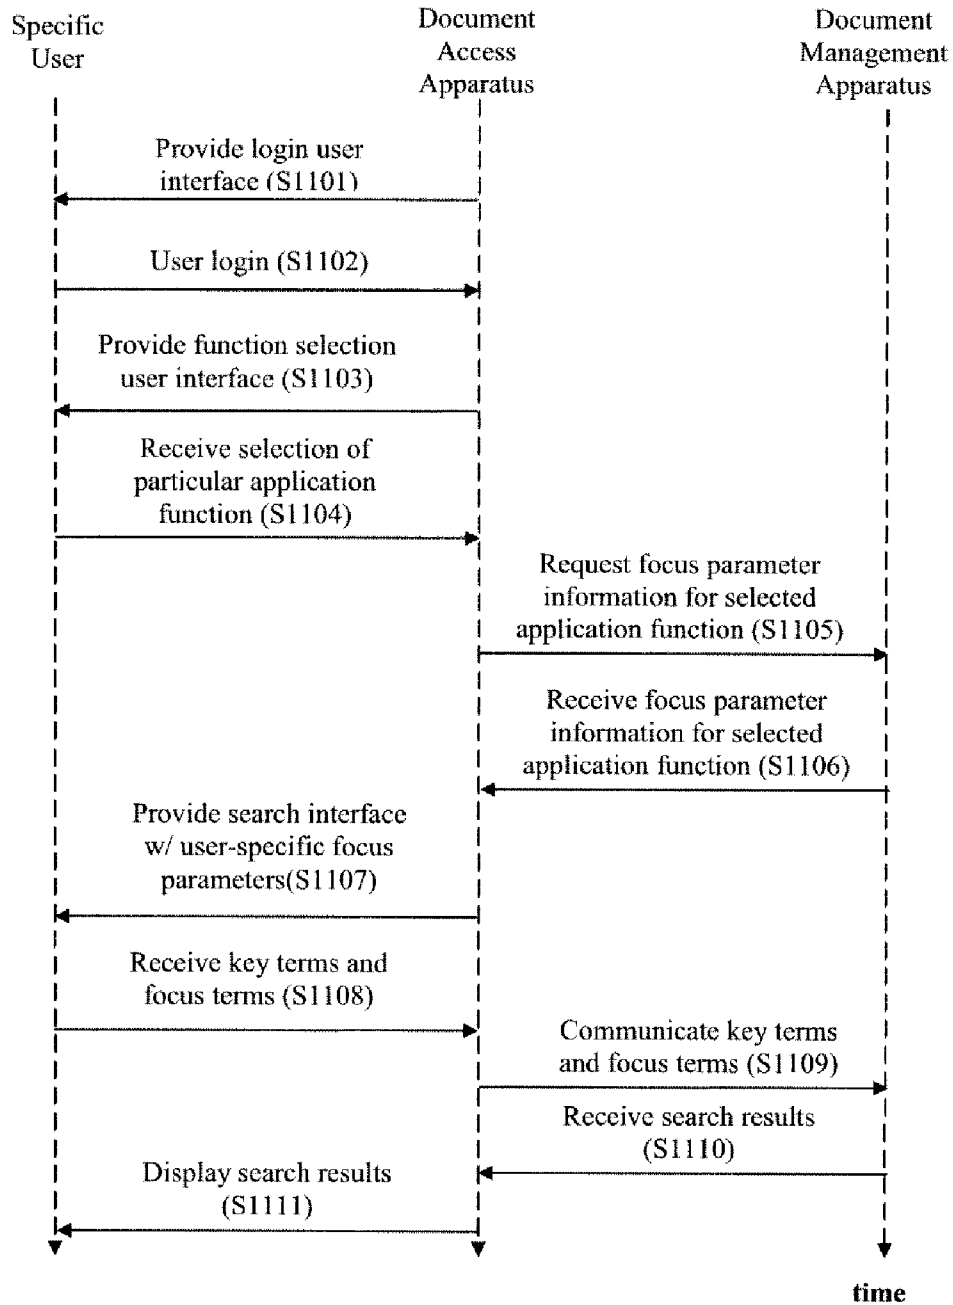 Specific
User
Document
Access
Apparatus
Document
Management
Apparatus
Provide login user
interface (S1101)
User login (S1102)
Provide function selection
user interface (S1103)
Receive selection of
particular application
function (S1104)
Request focus parameter
information for selected
application function (S1105)
Receive focus parameter
information for selected
application function (S1106)
Provide search interface
w/ user-specific focus
parameters(S1107)
Receive key terms and
focus terms (S1108)
Communicate key terms
and focus terms (S1109)
Receive search results
(S1110)
Display search results
(S1111)
time